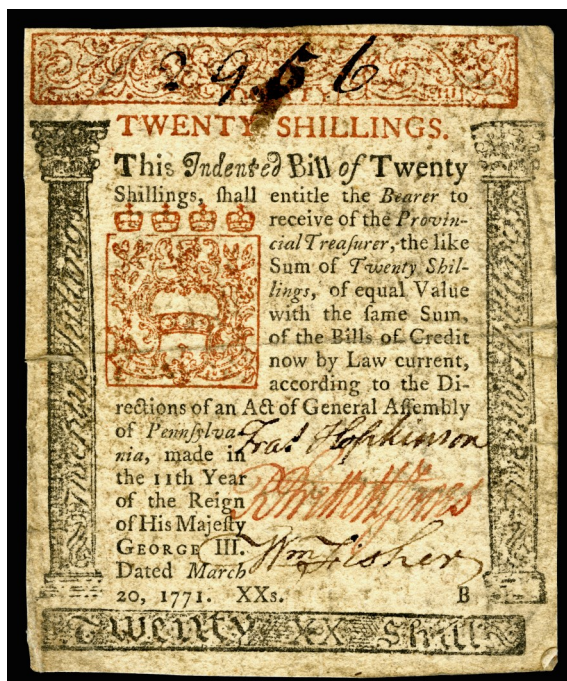 2956
TWENTY SHILLINGS.
This Indented Bill of Twenty
Shillings, ſhall entitle the Bearer to
receive of the Provin-
cial Treaſurer, the like
Sum of Twenty Shil-
lings, of equal Value
with the ſame Sum,
of the Bills of Credit
now by Law current,
according to the Di-
rections of an Act of General Aſſembly
of Pennſylva-
nia, made in
the 11th Year
of the Reign
of His Majeſty
GEORGE III.
Dated March
20, 1771. XXs. B
Fraˢ Hopkinson
Wm Fisher
Twenty XX Shill